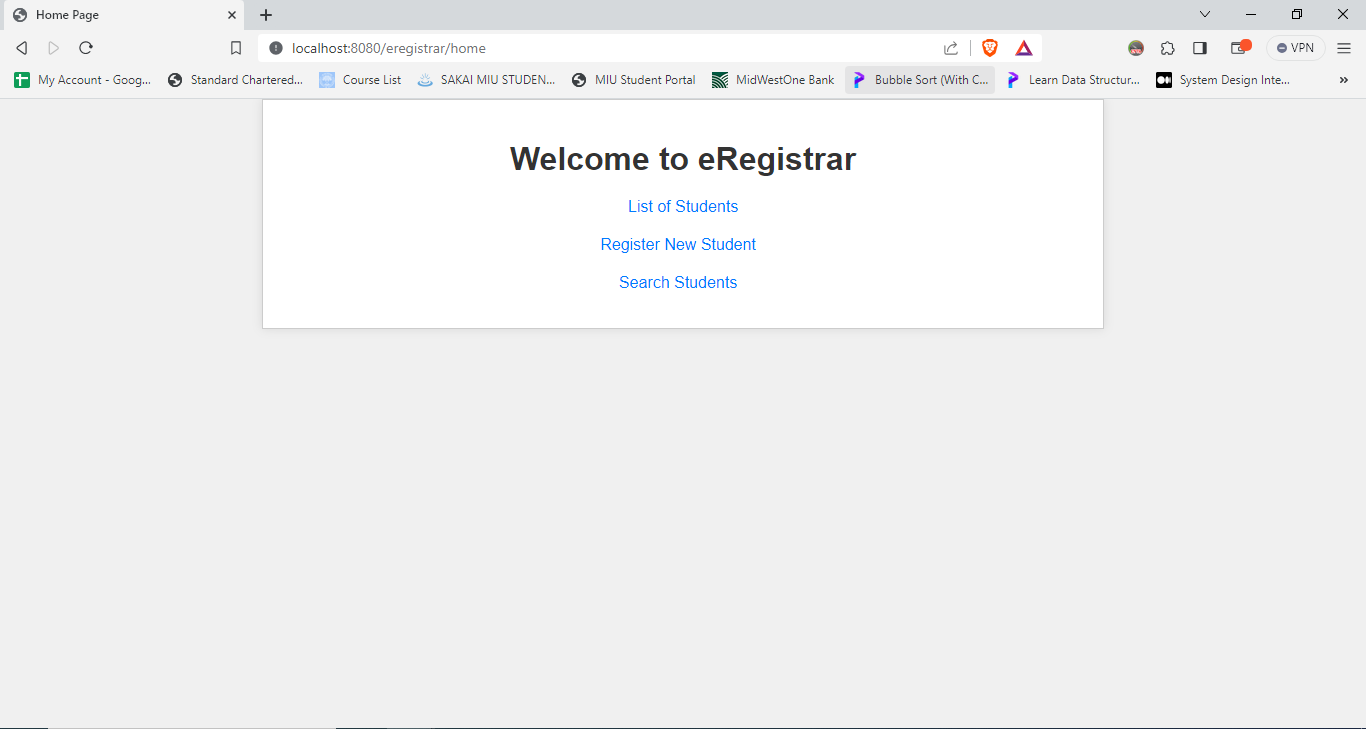 Home Page
localhost:8080/eregistrar/home
VPN
My Account - Goog... Standard Chartered... Course List SAKAI MIU STUDEN... MIU Student Portal MidWestOne Bank Bubble Sort (With C... Learn Data Structur... System Design Inte... »
Welcome to eRegistrar
List of Students
Register New Student
Search Students